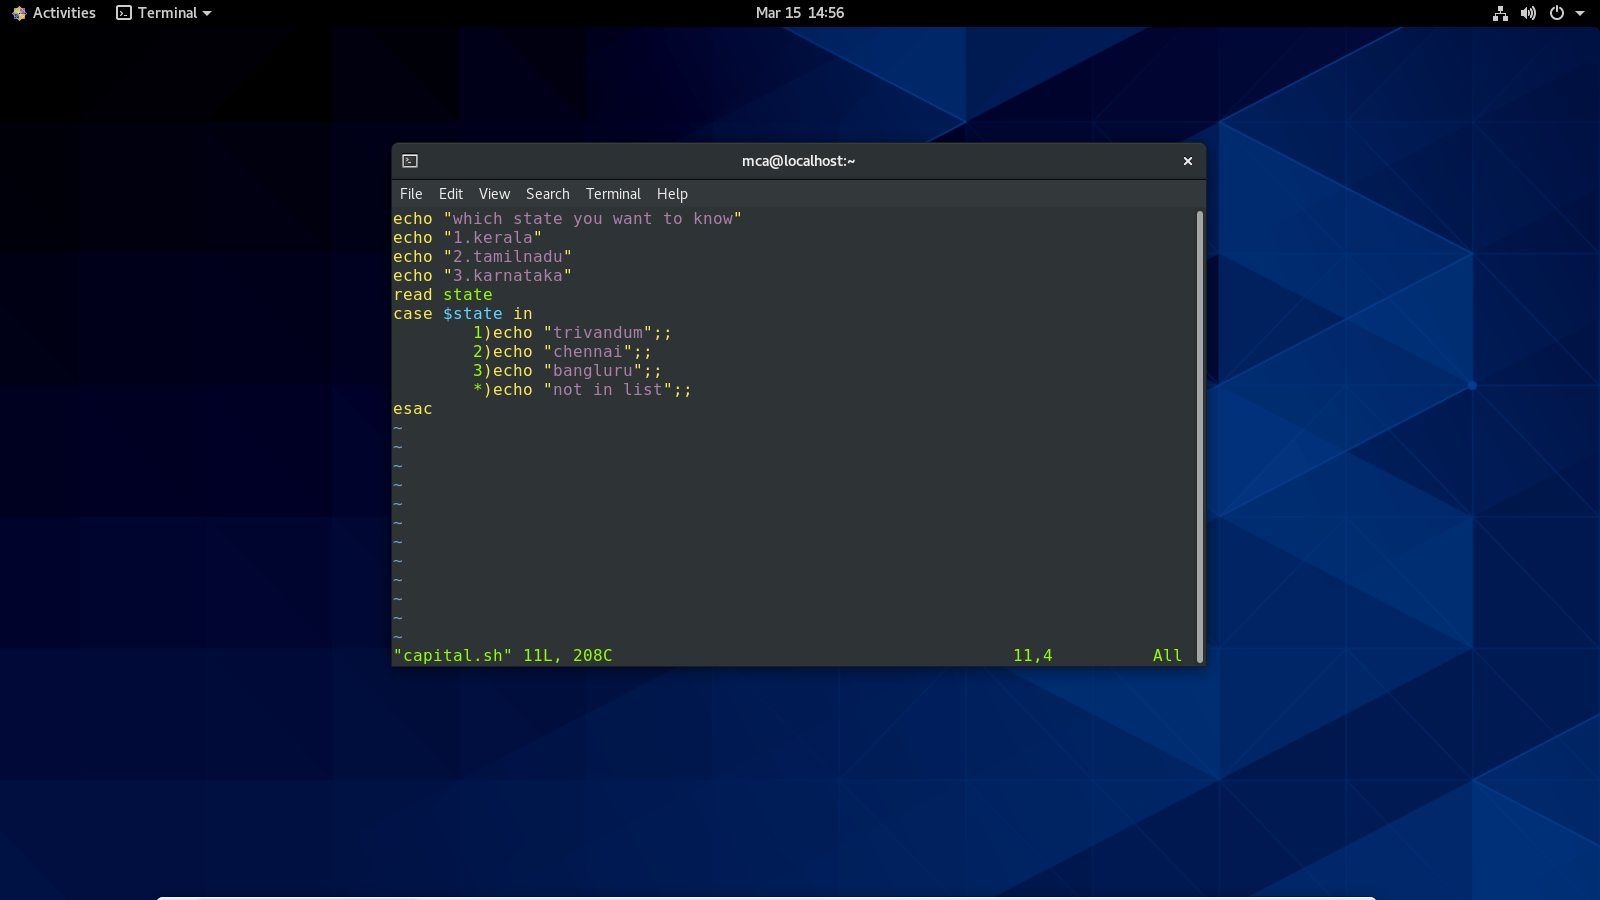 Activities Terminal Mar 15 14:56
mca@localhost:~
File Edit View Search Terminal Help
echo "which state you want to know"
echo "1.kerala"
echo "2.tamilnadu"
echo "3.karnataka"
read state
case $state in
        1)echo "trivandum";;
        2)echo "chennai";;
        3)echo "bangluru";;
        *)echo "not in list";;
esac
~
~
~
~
~
~
~
~
~
~
~
~
"capital.sh" 11L, 208C 11,4 All